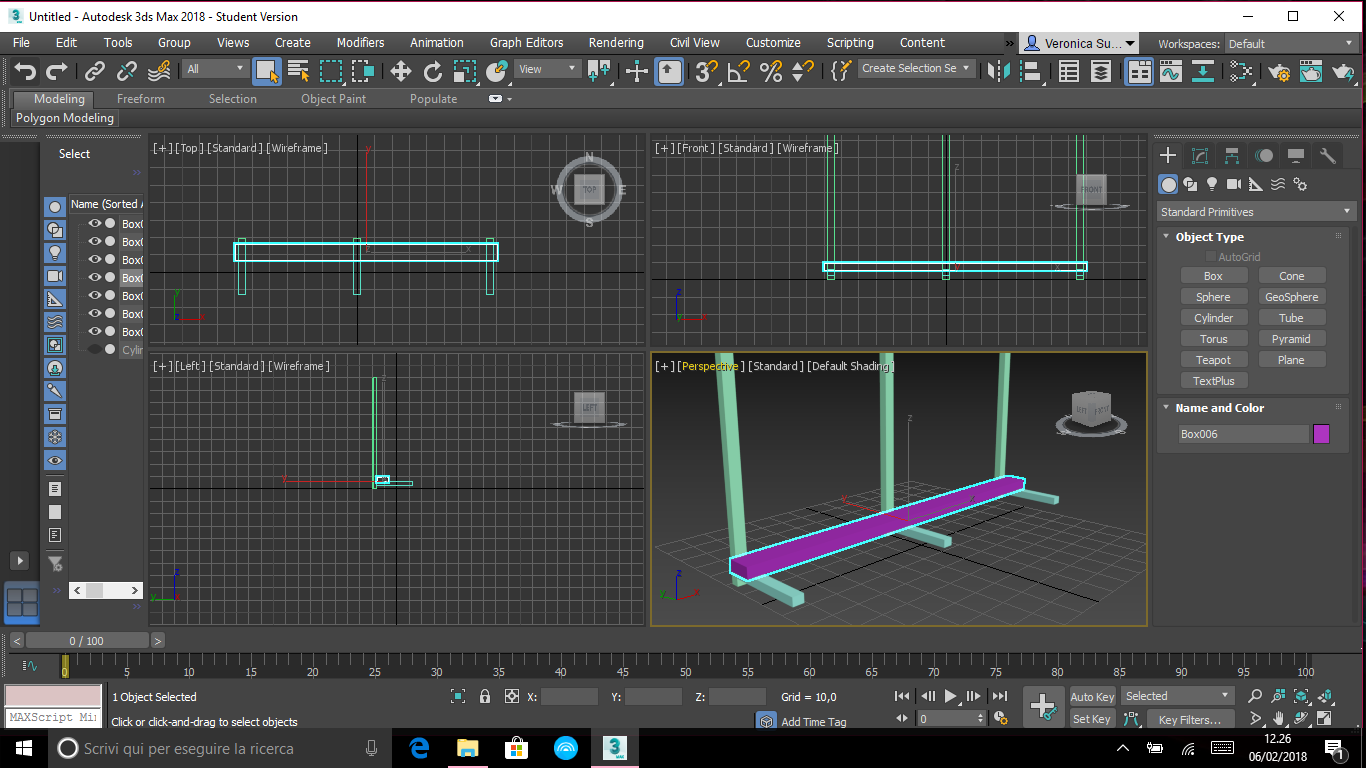 Untitled - Autodesk 3ds Max 2018 - Student Version
File Edit Tools Group Views Create Modifiers Animation Graph Editors Rendering Civil View Customize Scripting Content » Veronica Su... Workspaces: Default
All View Create Selection Se
Modeling Freeform Selection Object Paint Populate
Polygon Modeling
Select
Name (Sorted A
Box0
Box0
Box0
Box0
Box0
Box0
Box0
Cylin
[+] [Top] [Standard] [Wireframe]
N
W TOP E
S
y
z x
[+] [Front] [Standard] [Wireframe]
FRONT
z
[+] [Left] [Standard] [Wireframe]
LEFT
z
y
[+] [Perspective] [Standard] [Default Shading]
LEFT
z
y x
Standard Primitives
Object Type
AutoGrid
Box Cone
Sphere GeoSphere
Cylinder Tube
Torus Pyramid
Teapot Plane
TextPlus
Name and Color
Box006
< 0 / 100 >
0 5 10 15 20 25 30 35 40 45 50 55 60 65 70 75 80 85 90 95 100
1 Object Selected X: Y: Z: Grid = 10,0 Auto Key Selected
MAXScript Mi
Click or click-and-drag to select objects Add Time Tag 0 Set Key Key Filters...
Scrivi qui per eseguire la ricerca
3 MAX
12.26
06/02/2018
1